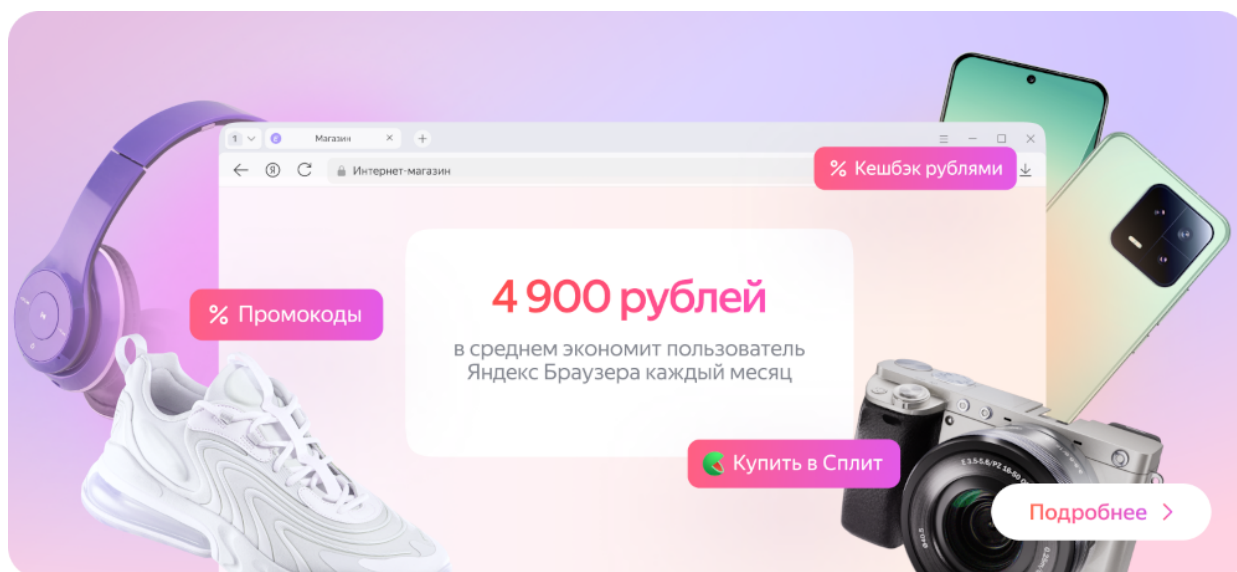 1
Магазин
Я
Интернет-магазин
% Кешбэк рублями
4 900 рублей
% Промокоды
в среднем экономит пользователь
Яндекс Браузера каждый месяц
Купить в Сплит
Подробнее